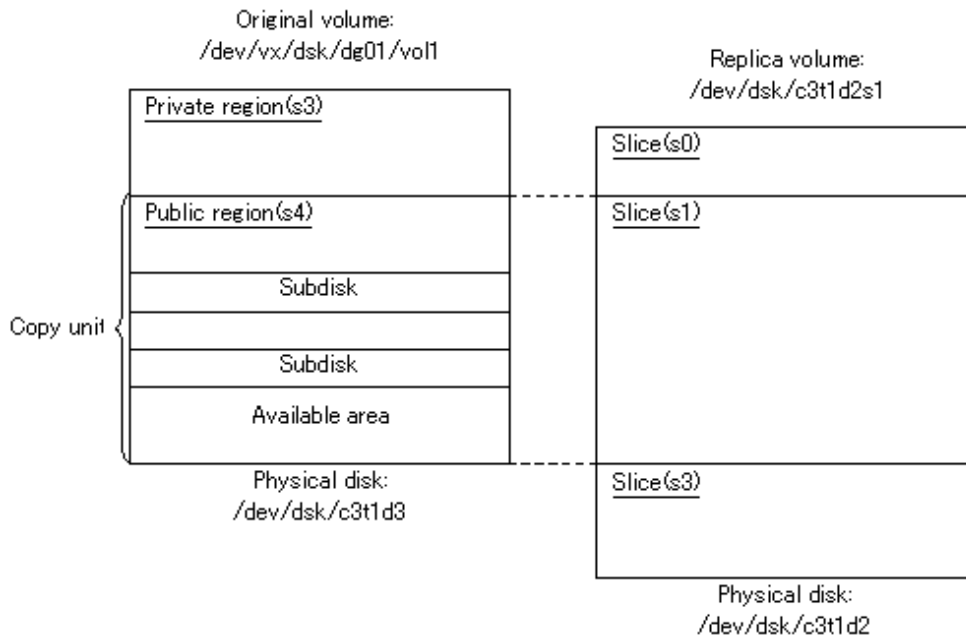 Original volume:
/dev/vx/dsk/dg01/vol1
Private region(s3)
Public region(s4)
Subdisk
Subdisk
Available area
Copy unit
Physical disk:
/dev/dsk/c3t1d3
Replica volume:
/dev/dsk/c3t1d2s1
Slice(s0)
Slice(s1)
Slice(s3)
Physical disk:
/dev/dsk/c3t1d2